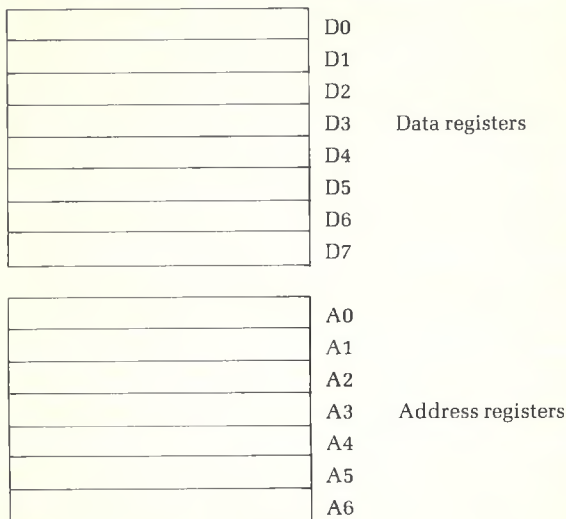 D0
D1
D2
D3 Data registers
D4
D5
D6
D7
A0
A1
A2
A3 Address registers
A4
A5
A6